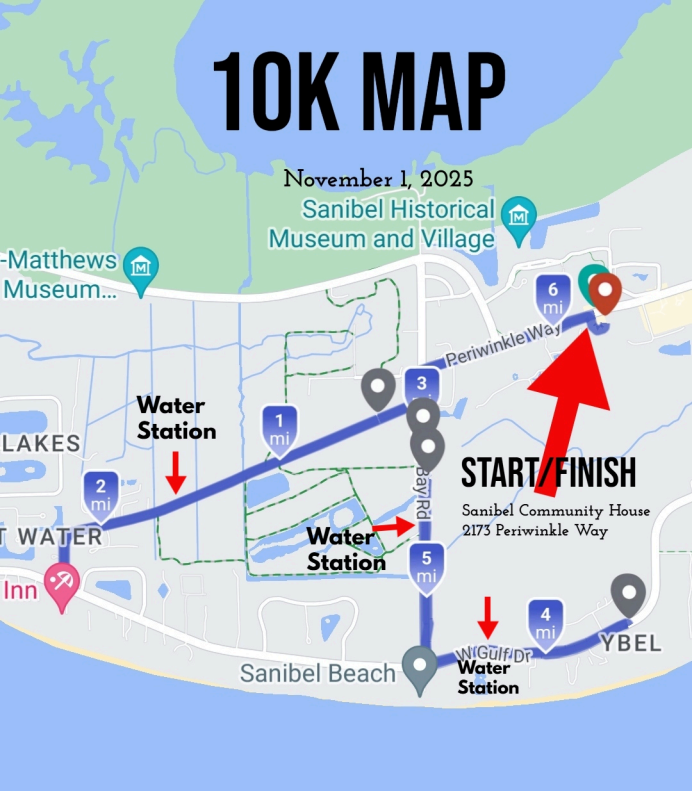 10K MAP
November 1, 2025
Sanibel Historical
Museum and Village
-Matthews
Museum...
6
mi
Periwinkle Way
3
1
mi
Water
Station
LAKES
2
mi
START/FINISH
Sanibel Community House
2173 Periwinkle Way
Bay Rd
T WATER
Water
Station
5
mi
Inn
4
mi
YBEL
W Gulf Dr
Sanibel Beach
Water
Station